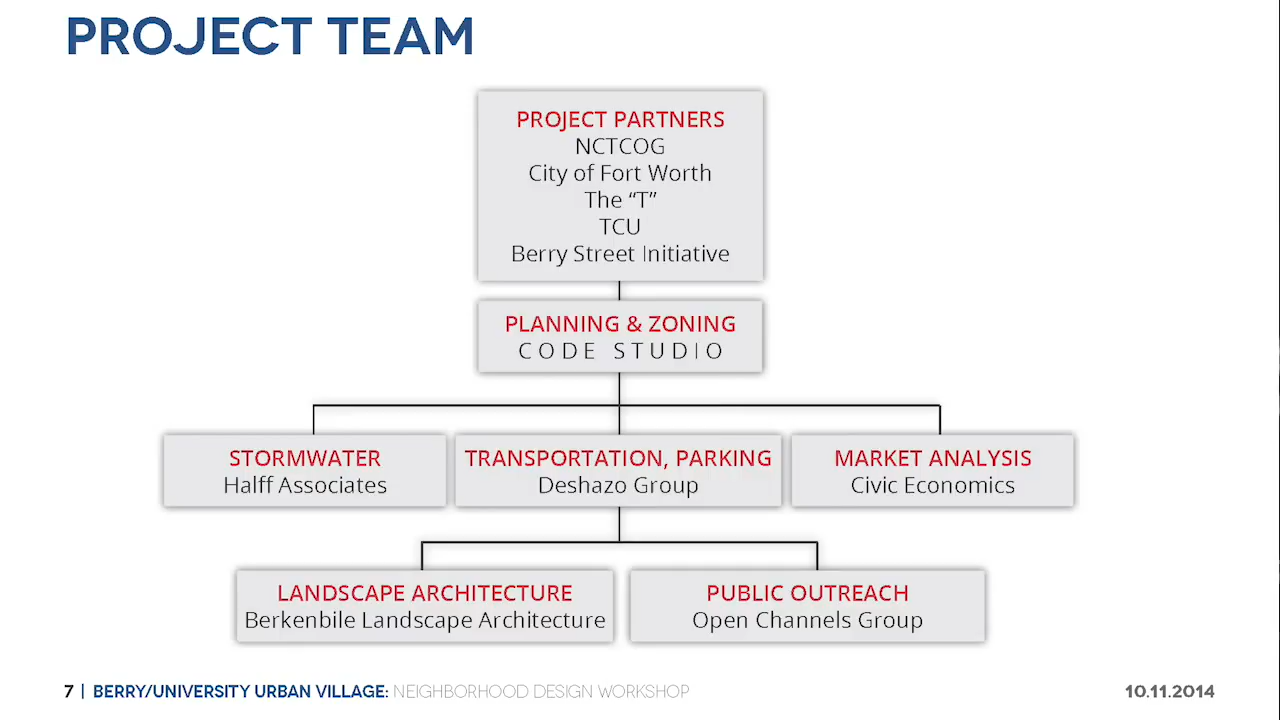 PROJECT TEAM
PROJECT PARTNERS
NCTCOG
City of Fort Worth
The “T”
TCU
Berry Street Initiative
PLANNING & ZONING
CODE STUDIO
STORMWATER
Halff Associates
TRANSPORTATION, PARKING
Deshazo Group
MARKET ANALYSIS
Civic Economics
LANDSCAPE ARCHITECTURE
Berkenbile Landscape Architecture
PUBLIC OUTREACH
Open Channels Group
7 | BERRY/UNIVERSITY URBAN VILLAGE: NEIGHBORHOOD DESIGN WORKSHOP
10.11.2014